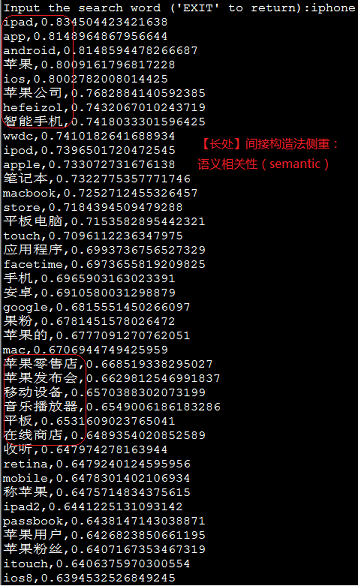 Input the search word ('EXIT' to return):iphone
ipad,0.834504423421638
app,0.8148964867956644
android,0.8148594478266687
苹果,0.8009161796817228
ios,0.8002782008014425
苹果公司,0.7682884140592385
hefeizol,0.7432067010243719
智能手机,0.7418033301596425
wwdc,0.7410182641688934
ipod,0.7396501720472545
apple,0.733072731676138
笔记本,0.7322775357771746
macbook,0.7252712455326457
store,0.7184394509479288
平板电脑,0.7153582895442321
touch,0.7096112236347975
应用程序,0.6993736756527329
facetime,0.6973655819209825
手机,0.6965903163023391
安卓,0.6910580031298879
google,0.6815551450266097
果粉,0.6781451578026472
苹果的,0.6777091270762051
mac,0.6706944749425959
苹果零售店,0.668519338295027
苹果发布会,0.6629812546991837
移动设备,0.6570388302073199
音乐播放器,0.6549006186183286
平板,0.6531609023765041
在线商店,0.6489354020852589
收听,0.647974278163944
retina,0.6479240124595956
mobile,0.6478301402106934
称苹果,0.6475714834375615
ipad2,0.6441225131093142
passbook,0.6438147143038871
苹果用户,0.6426823850661195
苹果粉丝,0.6407167353467319
itouch,0.6406375970300554
ios8,0.6394532526849245
【长处】间接构造法侧重：
语义相关性（semantic）